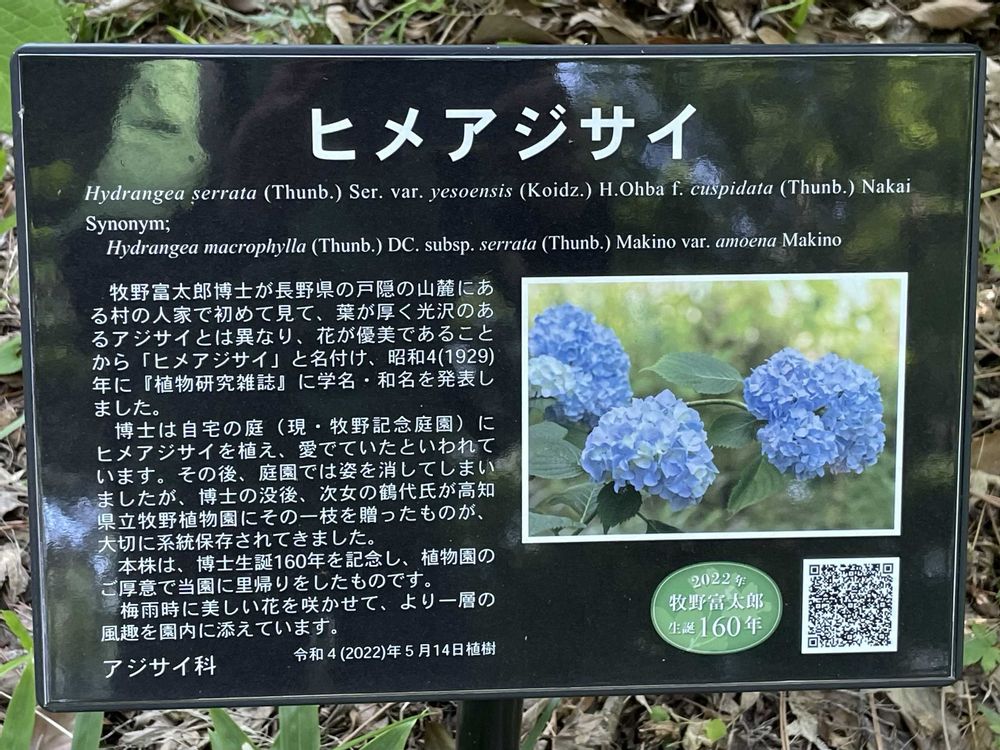 ヒメアジサイ
Hydrangea serrata (Thunb.) Ser. var. yesoensis (Koidz.) H.Ohba f. cuspidata (Thunb.) Nakai
Synonym;
Hydrangea macrophylla (Thunb.) DC. subsp. serrata (Thunb.) Makino var. amoena Makino
牧野富太郎博士が長野県の戸隠の山麓にあ
る村の人家で初めて見て、葉が厚く光沢のあ
るアジサイとは異なり、花が優美であること
から「ヒメアジサイ」と名付け、昭和4(1929)
年に『植物研究雑誌』に学名・和名を発表し
ました。
博士は自宅の庭（現・牧野記念庭園）に
ヒメアジサイを植え、愛でていたといわれて
います。その後、庭園では姿を消してしまい
ましたが、博士の没後、次女の鶴代氏が高知
県立牧野植物園にその一枝を贈ったものが、
大切に系統保存されてきました。
本株は、博士生誕160年を記念し、植物園の
ご厚意で当園に里帰りをしたものです。
梅雨時に美しい花を咲かせて、より一層の
風趣を園内に添えています。
令和4(2022)年5月14日植樹
アジサイ科
2022年
牧野富太郎
生誕160年